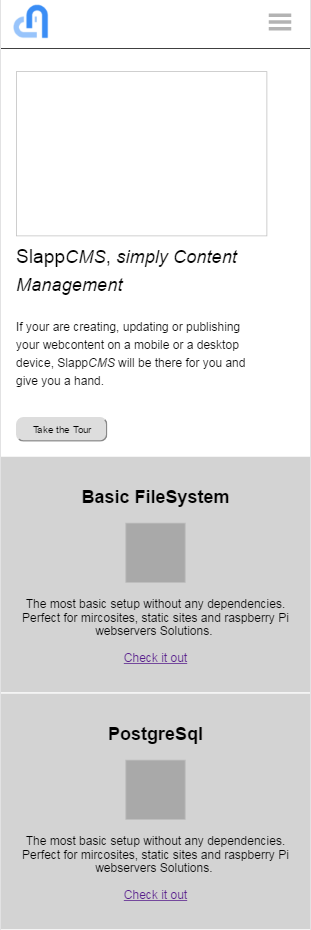 SlappCMS, simply Content
Management
If your are creating, updating or publishing
your webcontent on a mobile or a desktop
device, SlappCMS will be there for you and
give you a hand.
Take the Tour
Basic FileSystem
The most basic setup without any dependencies.
Perfect for mircosites, static sites and raspberry Pi
webservers Solutions.
Check it out
PostgreSql
The most basic setup without any dependencies.
Perfect for mircosites, static sites and raspberry Pi
webservers Solutions.
Check it out